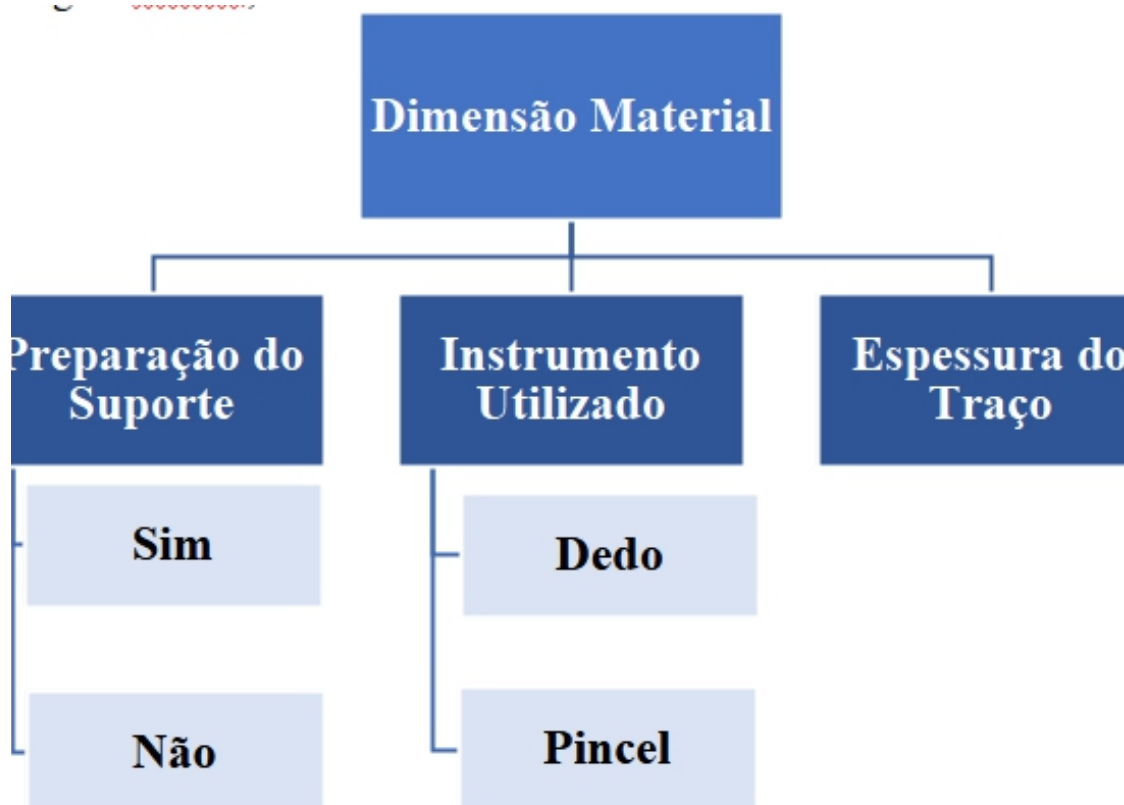 Dimensão Material
Preparação do
Suporte
Instrumento
Utilizado
Espessura do
Traço
Sim
Dedo
Não
Pincel